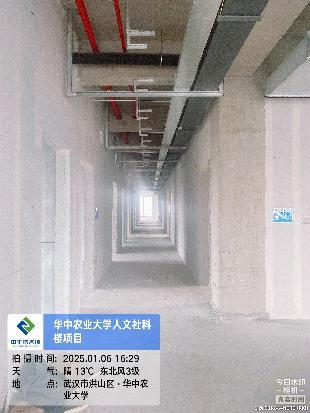 华中农业大学人文社科
楼项目
拍摄时间：2025.01.06 16:29
天 气：晴 13℃ 东北风3级
地 点：武汉市洪山区·华中农
业大学
今日水印
相机
真实时间